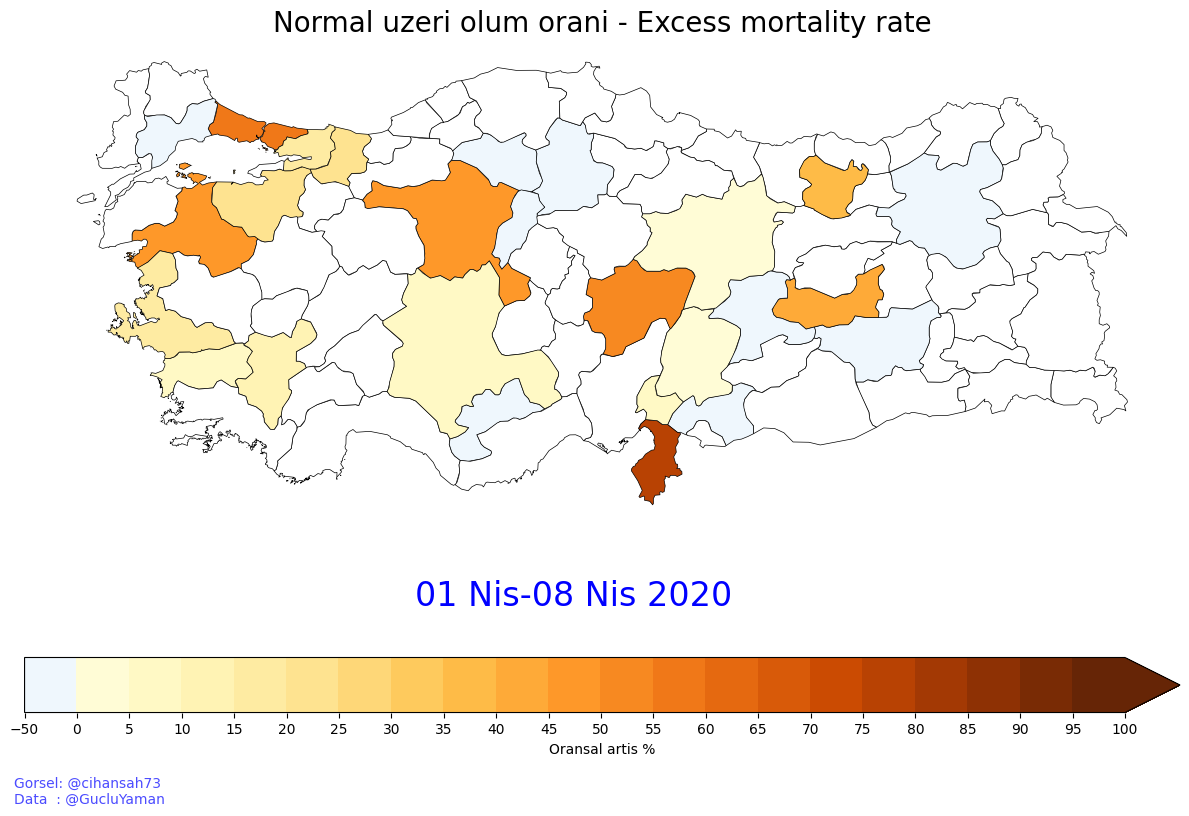 Normal uzeri olum orani - Excess mortality rate
01 Nis-08 Nis 2020
−50 0 5 10 15 20 25 30 35 40 45 50 55 60 65 70 75 80 85 90 95 100
Oransal artis %
Gorsel: @cihansah73
Data  : @GucluYaman